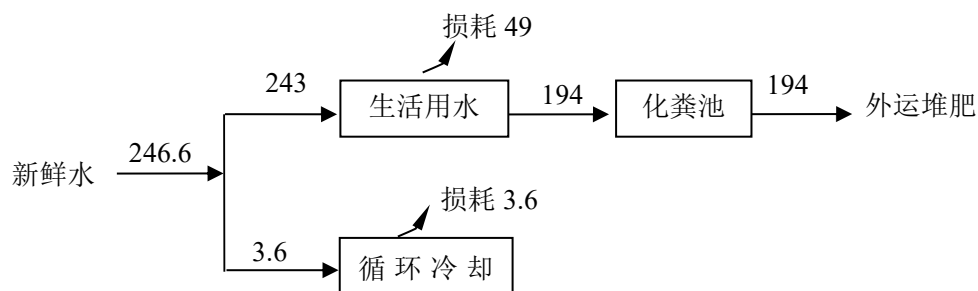 损耗 49
243
生活用水
194
化粪池
194
外运堆肥
新鲜水
246.6
损耗 3.6
3.6
循环冷却